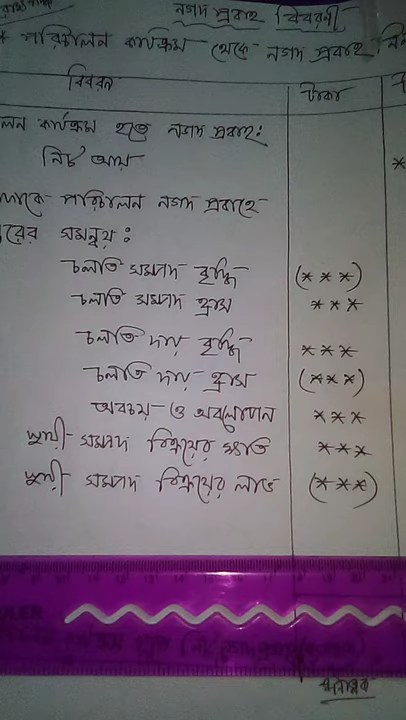 নগদ প্রবাহ বিবরণী
* পরিচালন কার্যক্রম থেকে নগদ প্রবাহ:
বিবরন টাকা
লন কার্যক্রম হতে নগদ প্রবাহ:
নিট আয় *
পরিচালন নগদ প্রবাহে
সমন্বয়:
চলতি সম্পদ বৃদ্ধি (***)
চলতি সম্পদ হ্রাস ***
চলতি দায় বৃদ্ধি ***
চলতি দায় হ্রাস (***)
অবচয় ও অবলোপন ***
স্থায়ী সম্পদ বিক্রয়ের ক্ষতি ***
স্থায়ী সম্পদ বিক্রয়ের লাভ (***)